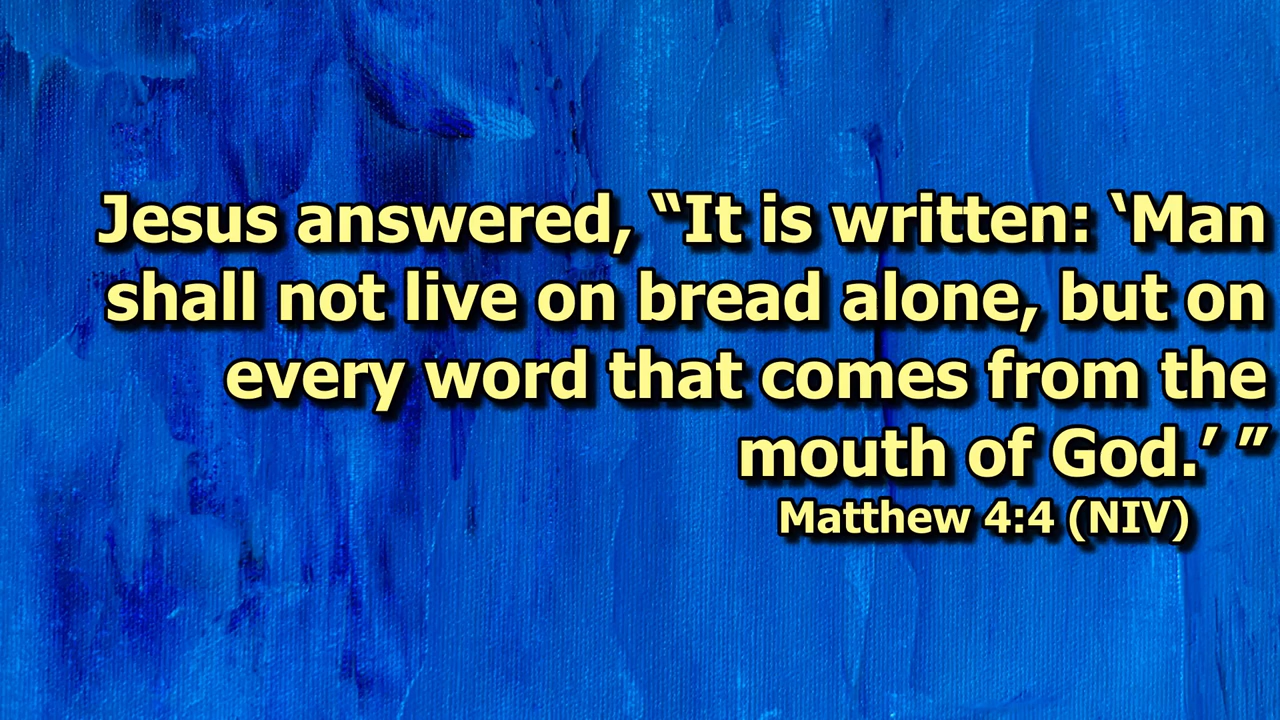 Jesus answered, “It is written: ‘Man
shall not live on bread alone, but on
every word that comes from the
mouth of God.’ ”
Matthew 4:4 (NIV)